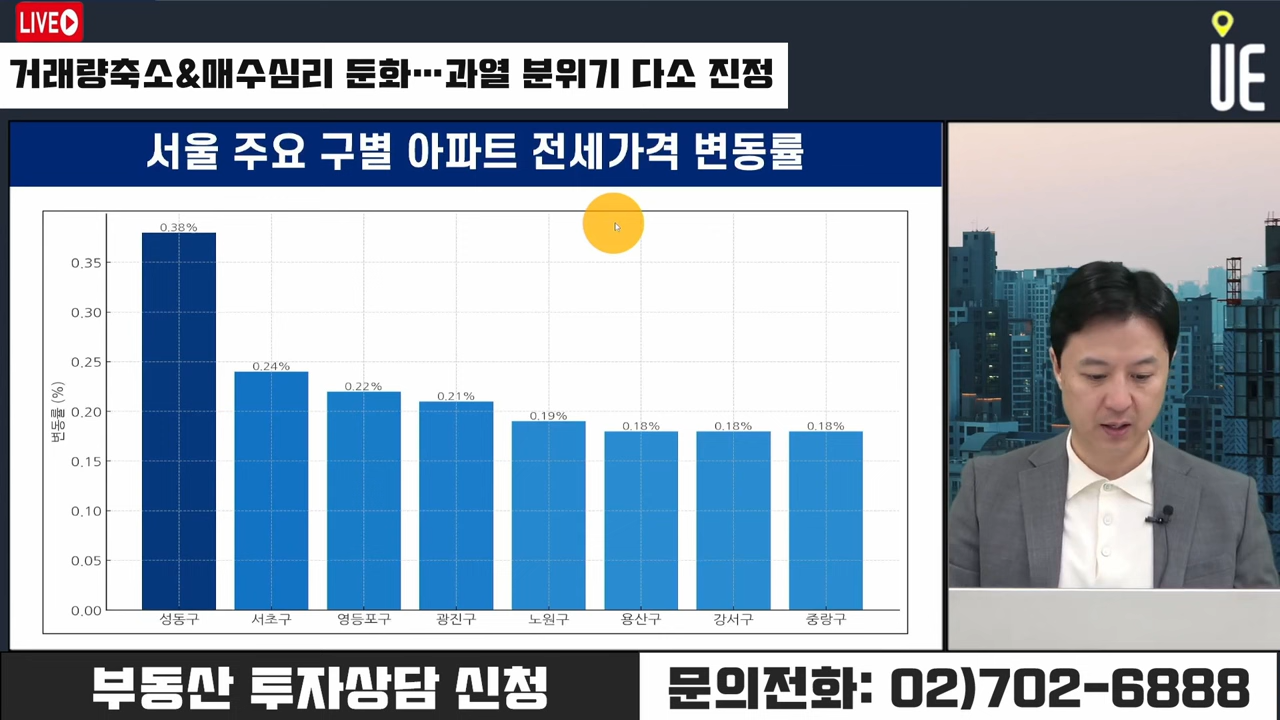 LIVE
거래량축소&매수심리 둔화…과열 분위기 다소 진정
UE
서울 주요 구별 아파트 전세가격 변동률
변동률 (%)
0.35
0.30
0.25
0.20
0.15
0.10
0.05
0.00
0.38%
0.24%
0.22%
0.21%
0.19%
0.18%
0.18%
0.18%
성동구
서초구
영등포구
광진구
노원구
용산구
강서구
중랑구
부동산 투자상담 신청
문의전화: 02)702-6888